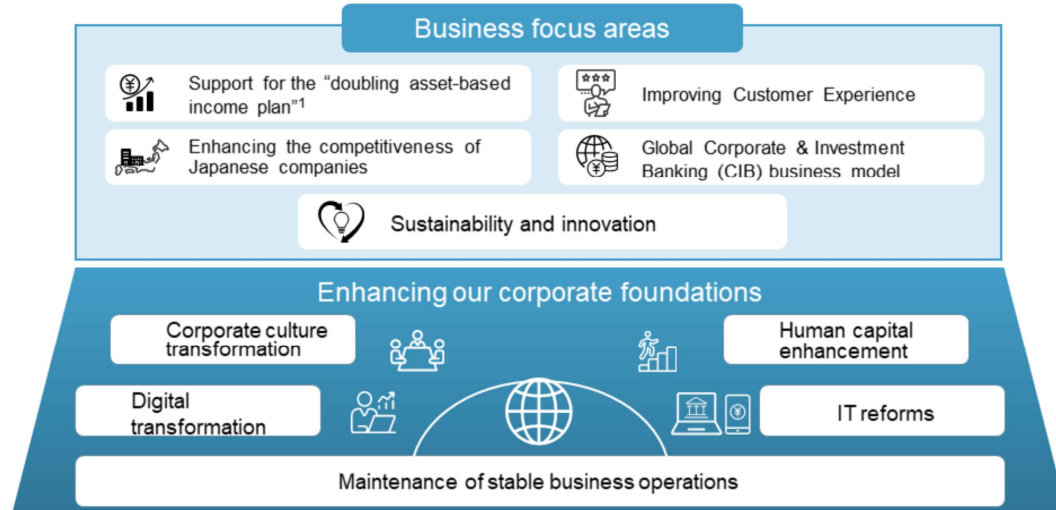 Business focus areas
Support for the “doubling asset-based
income plan”¹
Improving Customer Experience
Enhancing the competitiveness of
Japanese companies
Global Corporate & Investment
Banking (CIB) business model
Sustainability and innovation
Enhancing our corporate foundations
Corporate culture
transformation
Human capital
enhancement
Digital
transformation
IT reforms
Maintenance of stable business operations